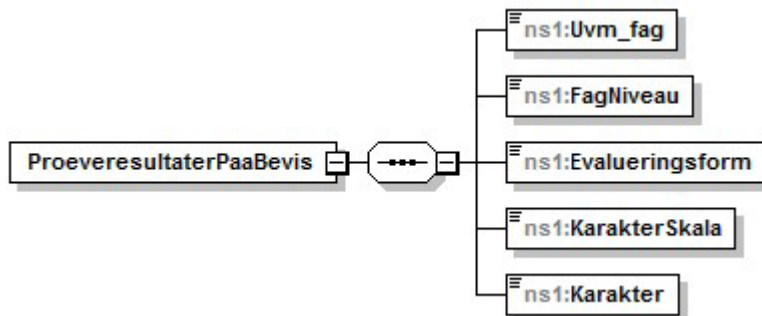 ns1:Uvm_fag
ns1:FagNiveau
ProeveresultaterPaaBevis
ns1:Evalueringsform
ns1:KarakterSkala
ns1:Karakter